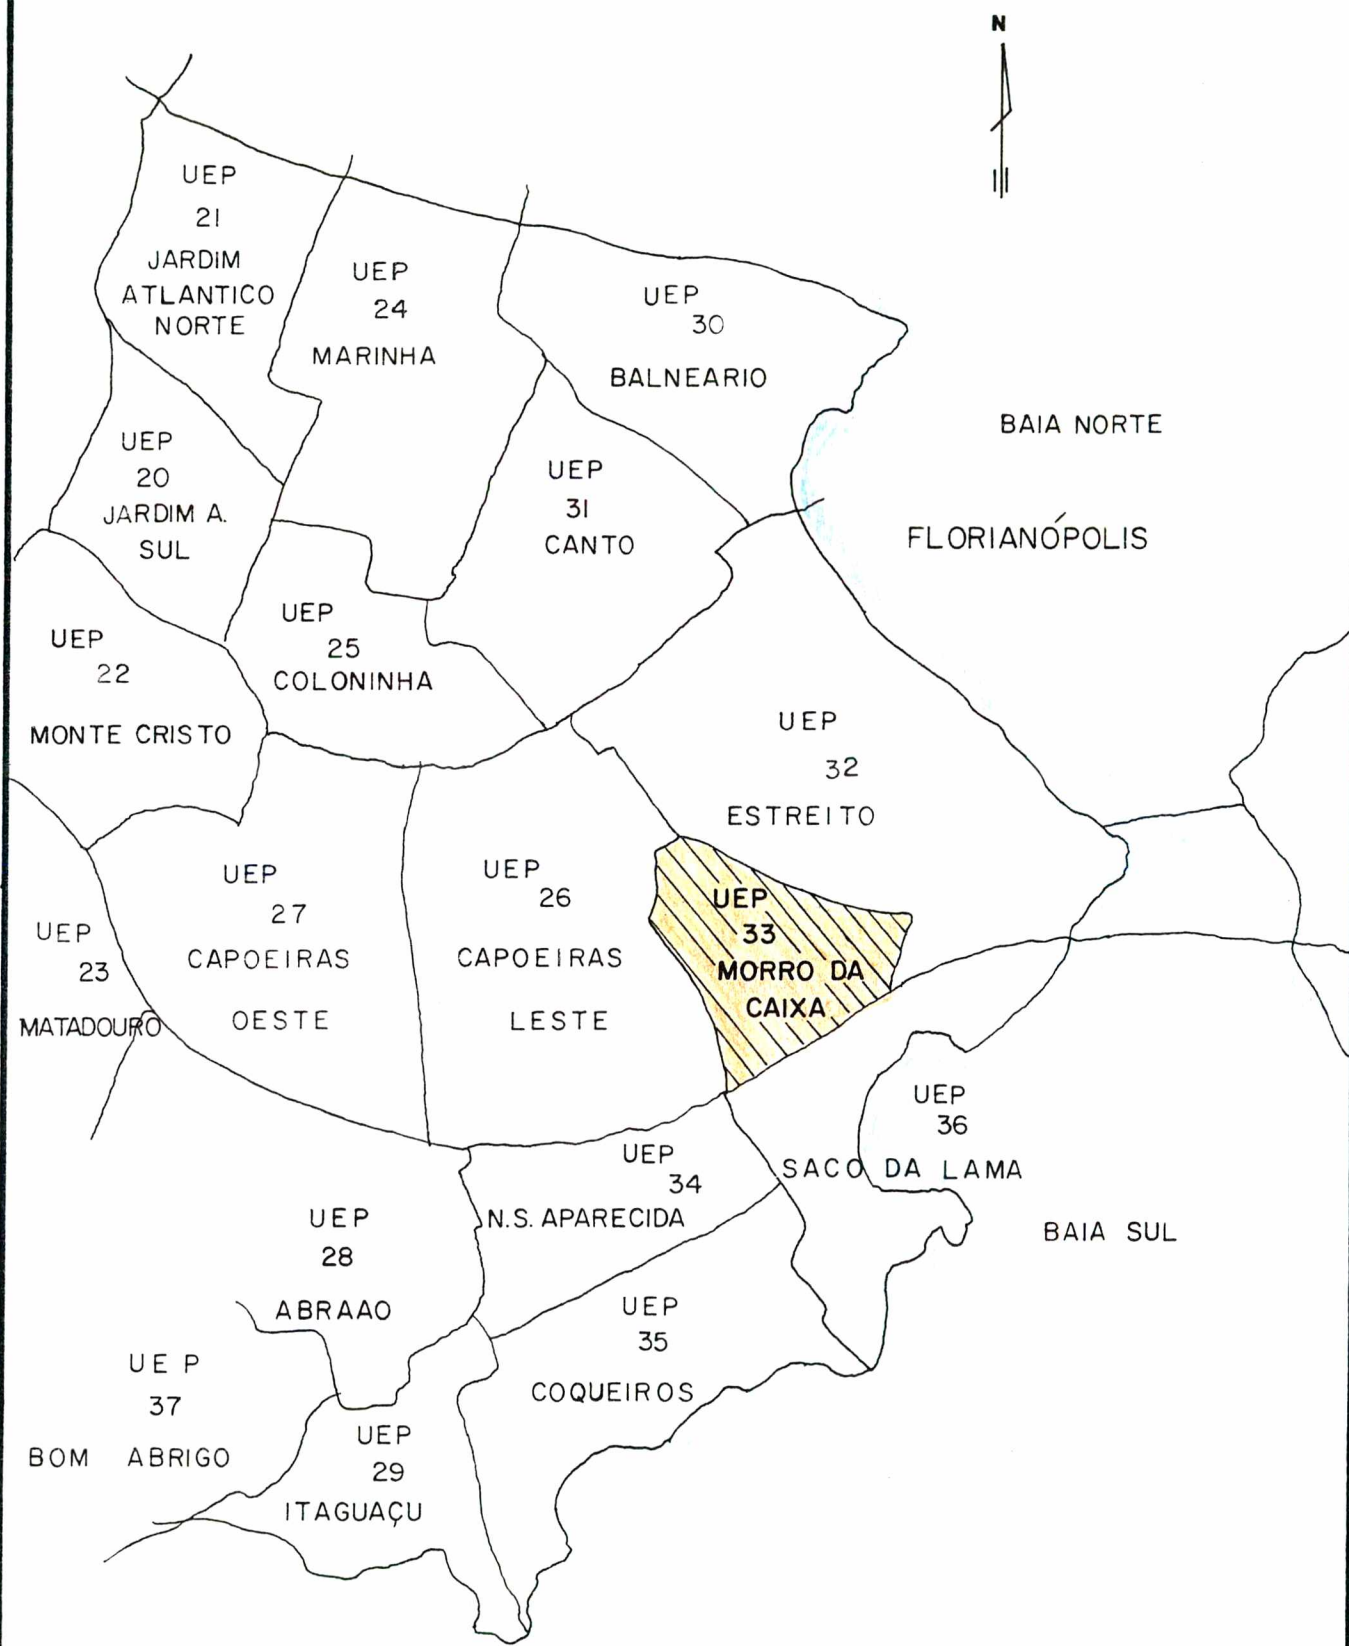 N
UEP
21
JARDIM
ATLANTICO
NORTE
UEP
24
MARINHA
UEP
30
BALNEARIO
BAIA NORTE
FLORIANÓPOLIS
UEP
20
JARDIM A.
SUL
UEP
31
CANTO
UEP
22
MONTE CRISTO
UEP
25
COLONINHA
UEP
32
ESTREITO
UEP
23
MATADOURO
UEP
27
CAPOEIRAS
OESTE
UEP
26
CAPOEIRAS
LESTE
UEP
33
MORRO DA
CAIXA
UEP
36
SACO DA LAMA
UEP
34
N.S. APARECIDA
BAIA SUL
UEP
28
ABRAAO
UEP
35
COQUEIROS
UEP
37
BOM ABRIGO
UEP
29
ITAGUAÇU